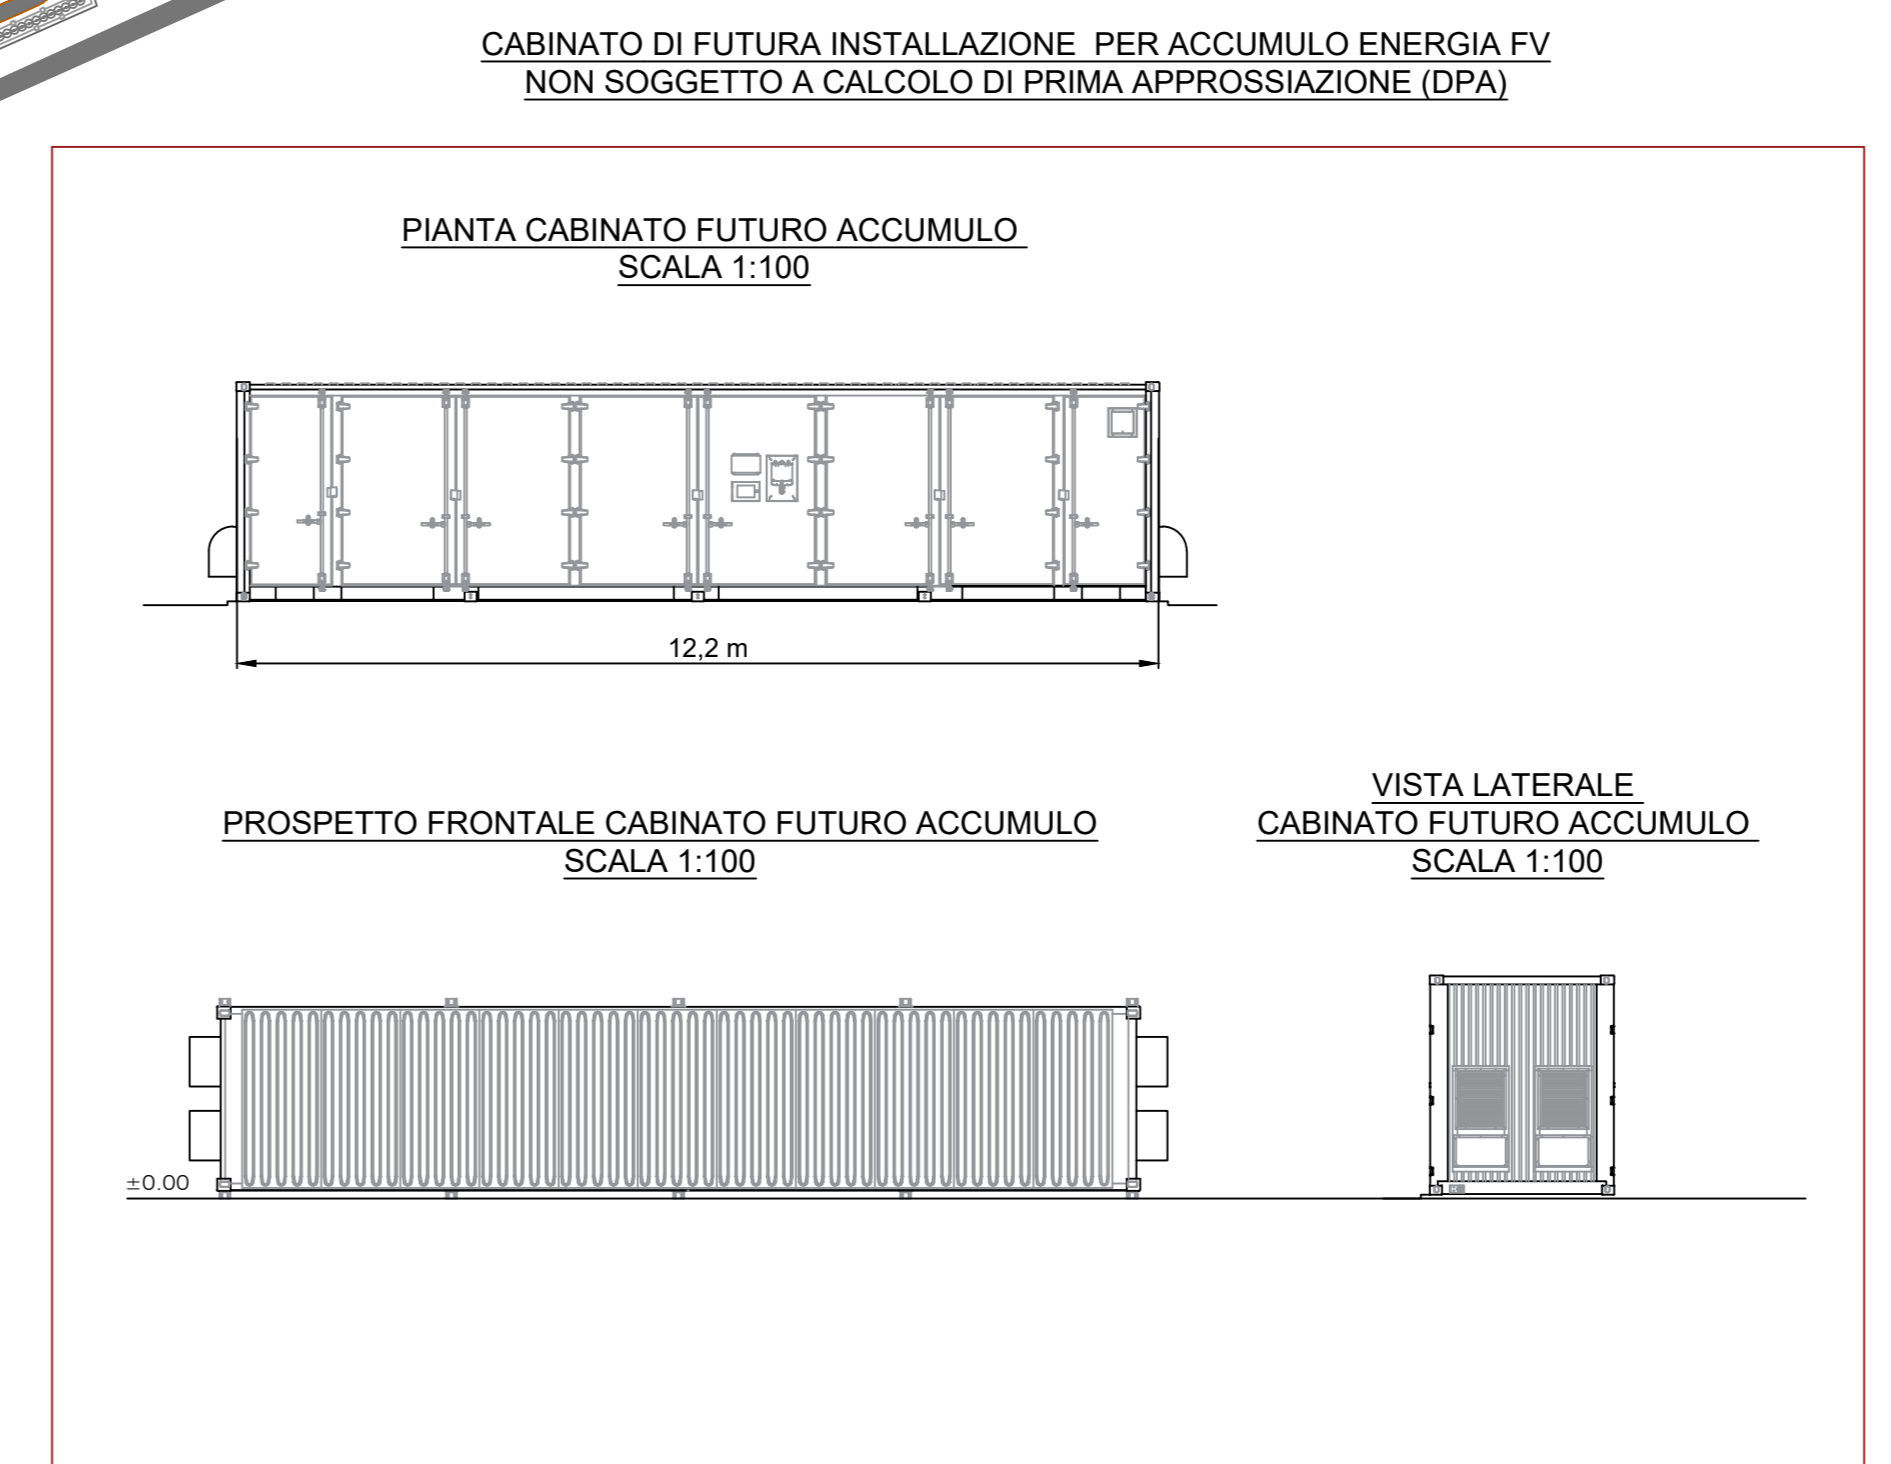 CABINATO DI FUTURA INSTALLAZIONE PER ACCUMULO ENERGIA FV
NON SOGGETTO A CALCOLO DI PRIMA APPROSSIAZIONE (DPA)
PIANTA CABINATO FUTURO ACCUMULO
SCALA 1:100
12,2 m
PROSPETTO FRONTALE CABINATO FUTURO ACCUMULO
SCALA 1:100
VISTA LATERALE
CABINATO FUTURO ACCUMULO
SCALA 1:100
±0.00